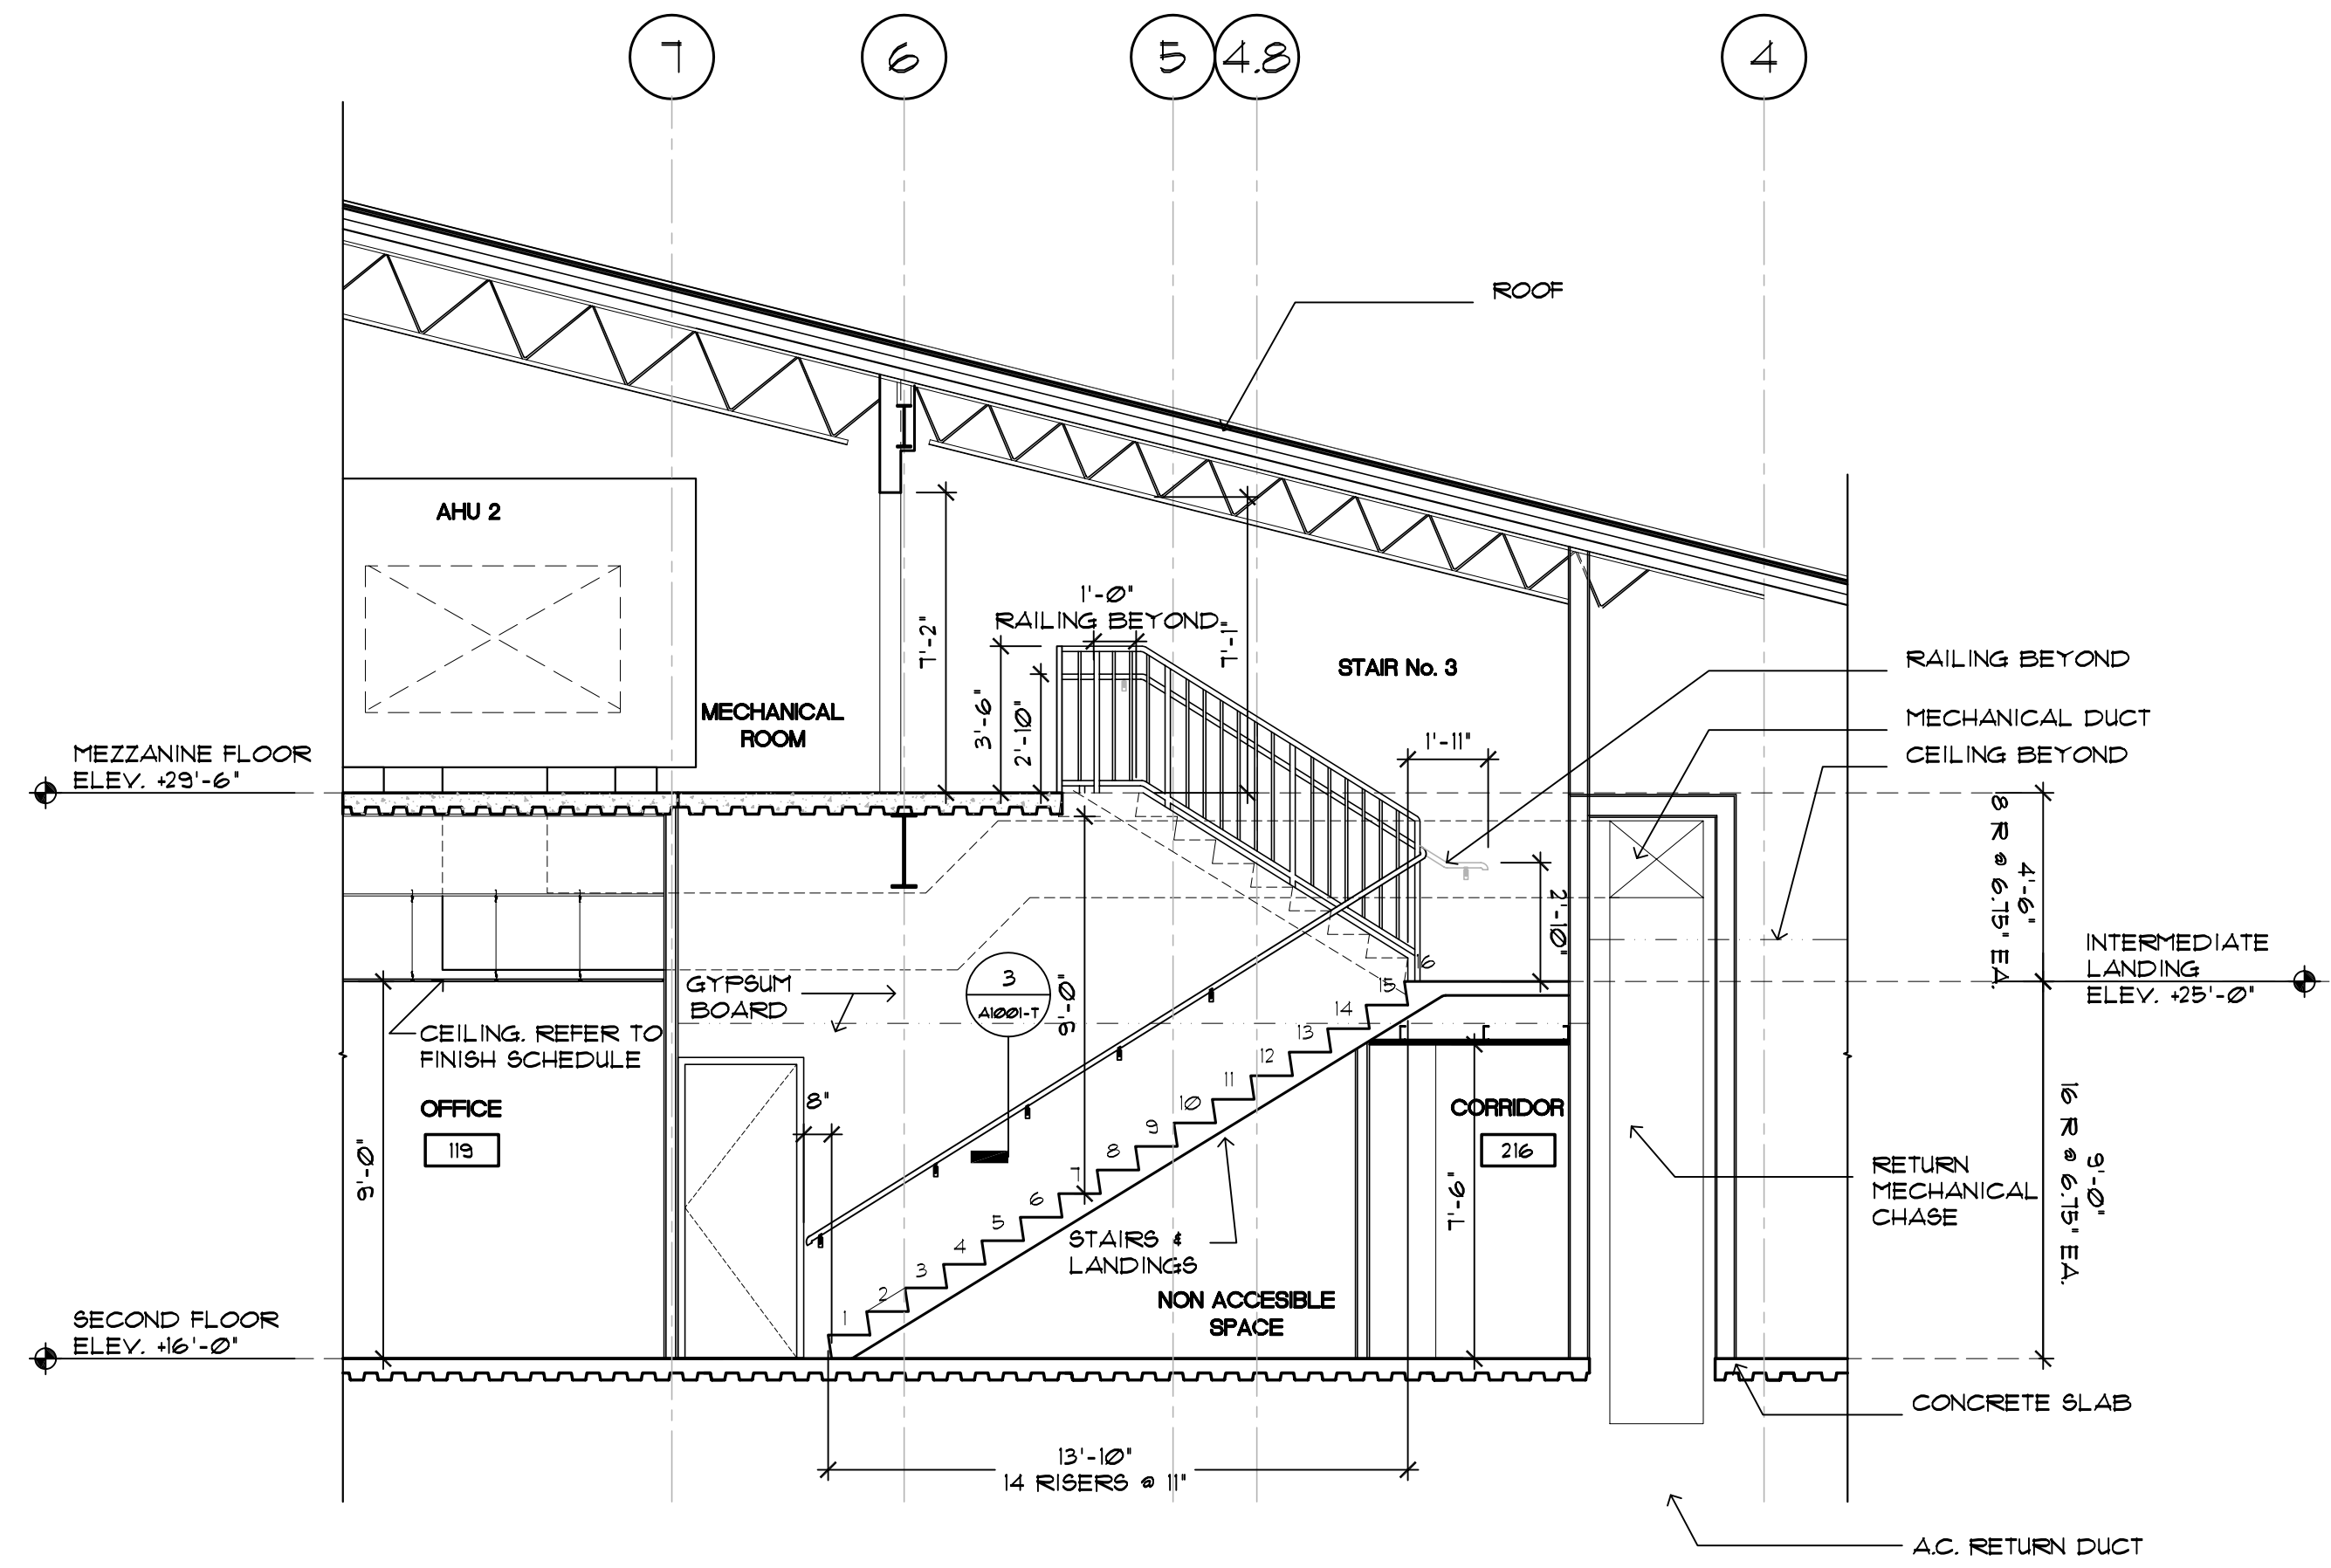 7
6
5
4.8
4
ROOF
AHU 2
1'-0"
RAILING BEYOND
7'-2"
7'-1"
STAIR No. 3
RAILING BEYOND
MECHANICAL DUCT
CEILING BEYOND
MECHANICAL
ROOM
3'-6"
2'-10"
1'-11"
MEZZANINE FLOOR
ELEV. +29'-6"
8 R @ 6.75" EA.
4'-6"
2'-10"
INTERMEDIATE
LANDING
ELEV. +25'-0"
GYPSUM
BOARD
3
A1001-T
9'-0"
CEILING. REFER TO
FINISH SCHEDULE
OFFICE
119
9'-0"
8"
1
2
3
4
5
6
7
8
9
10
11
12
13
14
15
16
CORRIDOR
216
7'-6"
16 R @ 6.75" EA.
9'-0"
RETURN
MECHANICAL
CHASE
STAIRS &
LANDINGS
NON ACCESIBLE
SPACE
SECOND FLOOR
ELEV. +16'-0"
CONCRETE SLAB
13'-10"
14 RISERS @ 11"
A.C. RETURN DUCT